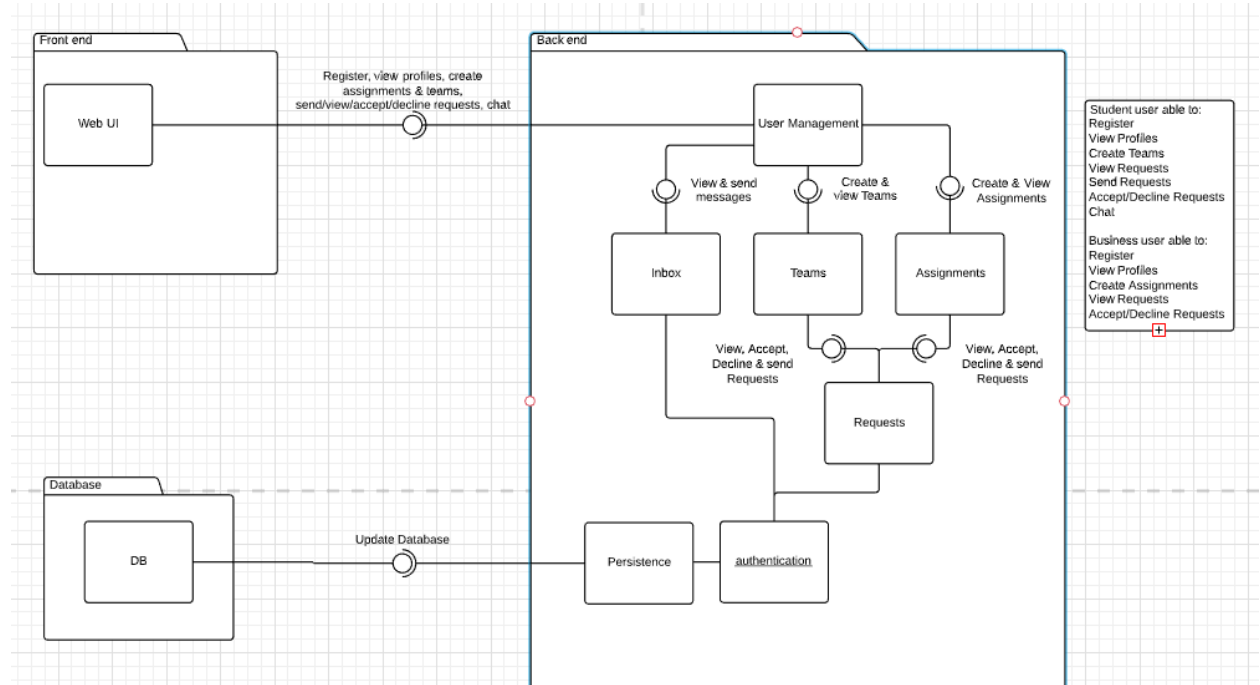 Front end
Web UI
Register, view profiles, create
assignments & teams,
send/view/accept/decline requests, chat
Back end
User Management
View & send
messages
Create &
view Teams
Create & View
Assignments
Inbox
Teams
Assignments
View, Accept,
Decline & send
Requests
View, Accept,
Decline & send
Requests
Requests
Student user able to:
Register
View Profiles
Create Teams
View Requests
Send Requests
Accept/Decline Requests
Chat
Business user able to:
Register
View Profiles
Create Assignments
View Requests
Accept/Decline Requests
Database
DB
Update Database
Persistence
authentication